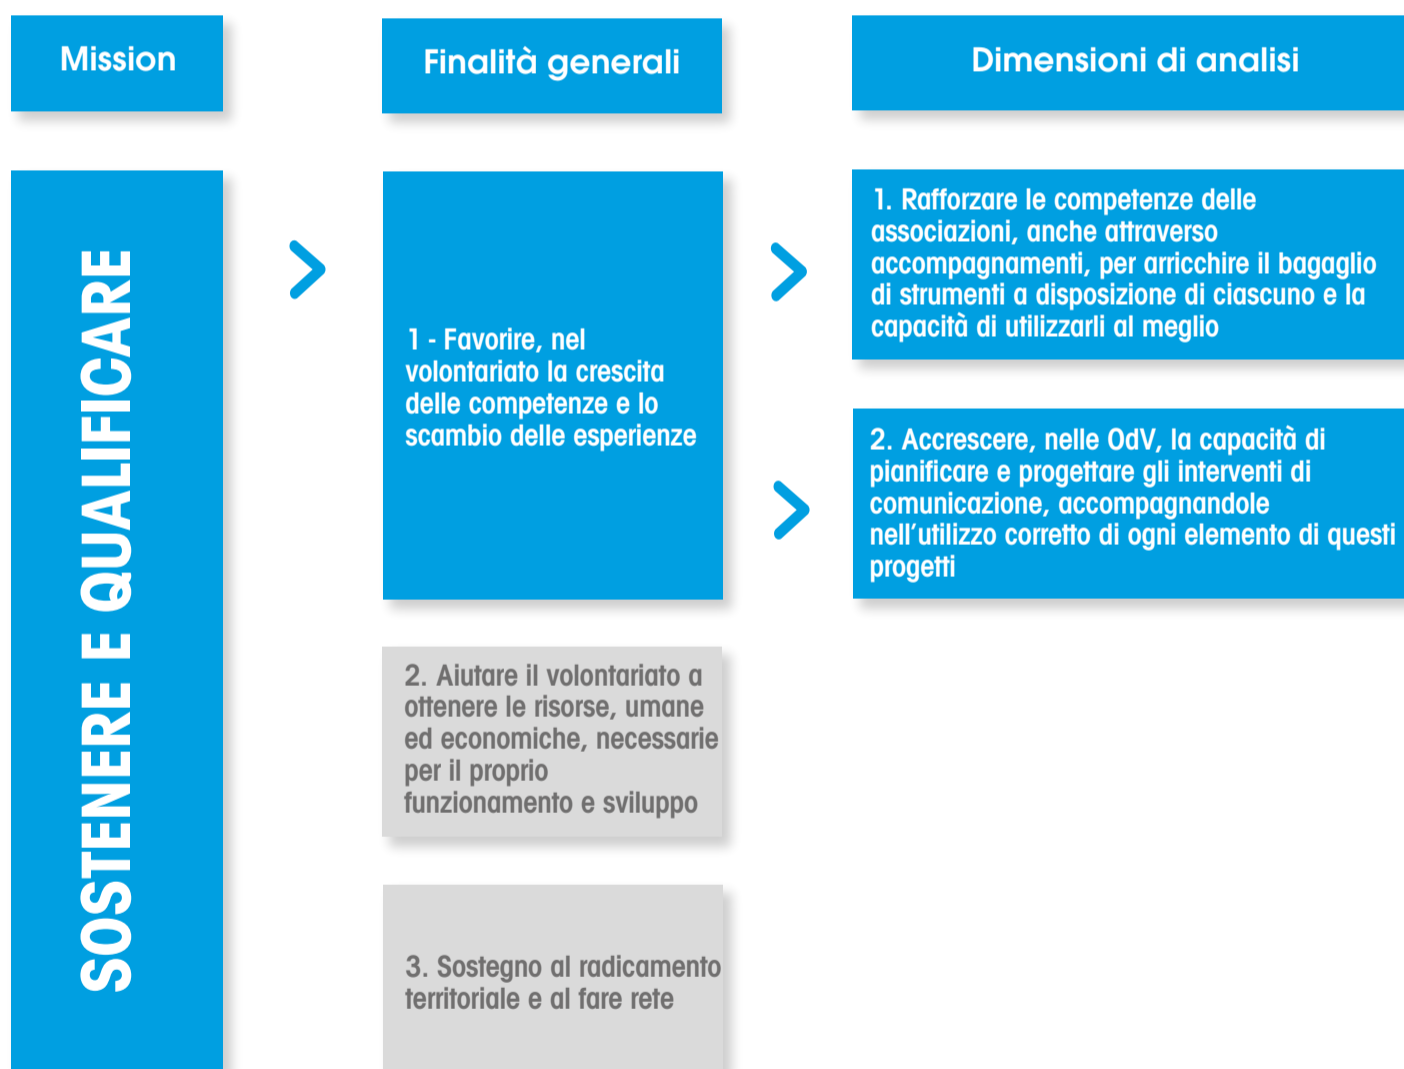 Mission
Finalità generali
Dimensioni di analisi
SOSTENERE E QUALIFICARE
1 - Favorire, nel
volontariato la crescita
delle competenze e lo
scambio delle esperienze
1. Rafforzare le competenze delle
associazioni, anche attraverso
accompagnamenti, per arricchire il bagaglio
di strumenti a disposizione di ciascuno e la
capacità di utilizzarli al meglio
2. Accrescere, nelle OdV, la capacità di
pianificare e progettare gli interventi di
comunicazione, accompagnandole
nell'utilizzo corretto di ogni elemento di questi
progetti
2. Aiutare il volontariato a
ottenere le risorse, umane
ed economiche, necessarie
per il proprio
funzionamento e sviluppo
3. Sostegno al radicamento
territoriale e al fare rete